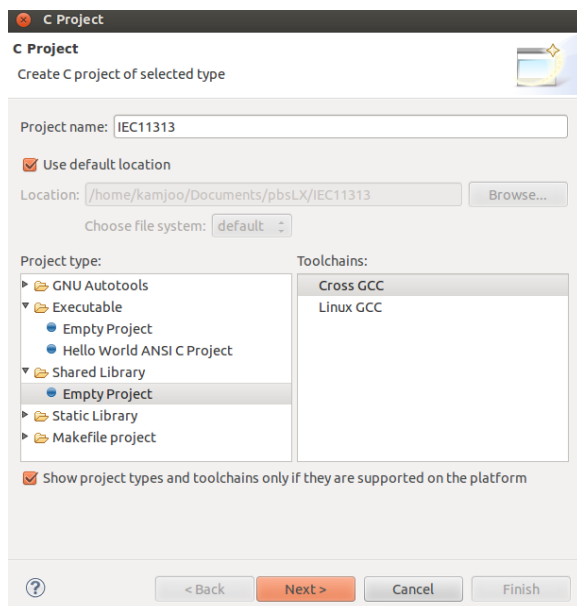 C Project
C Project
Create C project of selected type
Project name: IEC11313
Use default location
Location: /home/kamjoo/Documents/pbsLX/IEC11313 Browse...
Choose file system: default
Project type:
GNU Autotools
Executable
Empty Project
Hello World ANSI C Project
Shared Library
Empty Project
Static Library
Makefile project
Toolchains:
Cross GCC
Linux GCC
Show project types and toolchains only if they are supported on the platform
? < Back Next > Cancel Finish